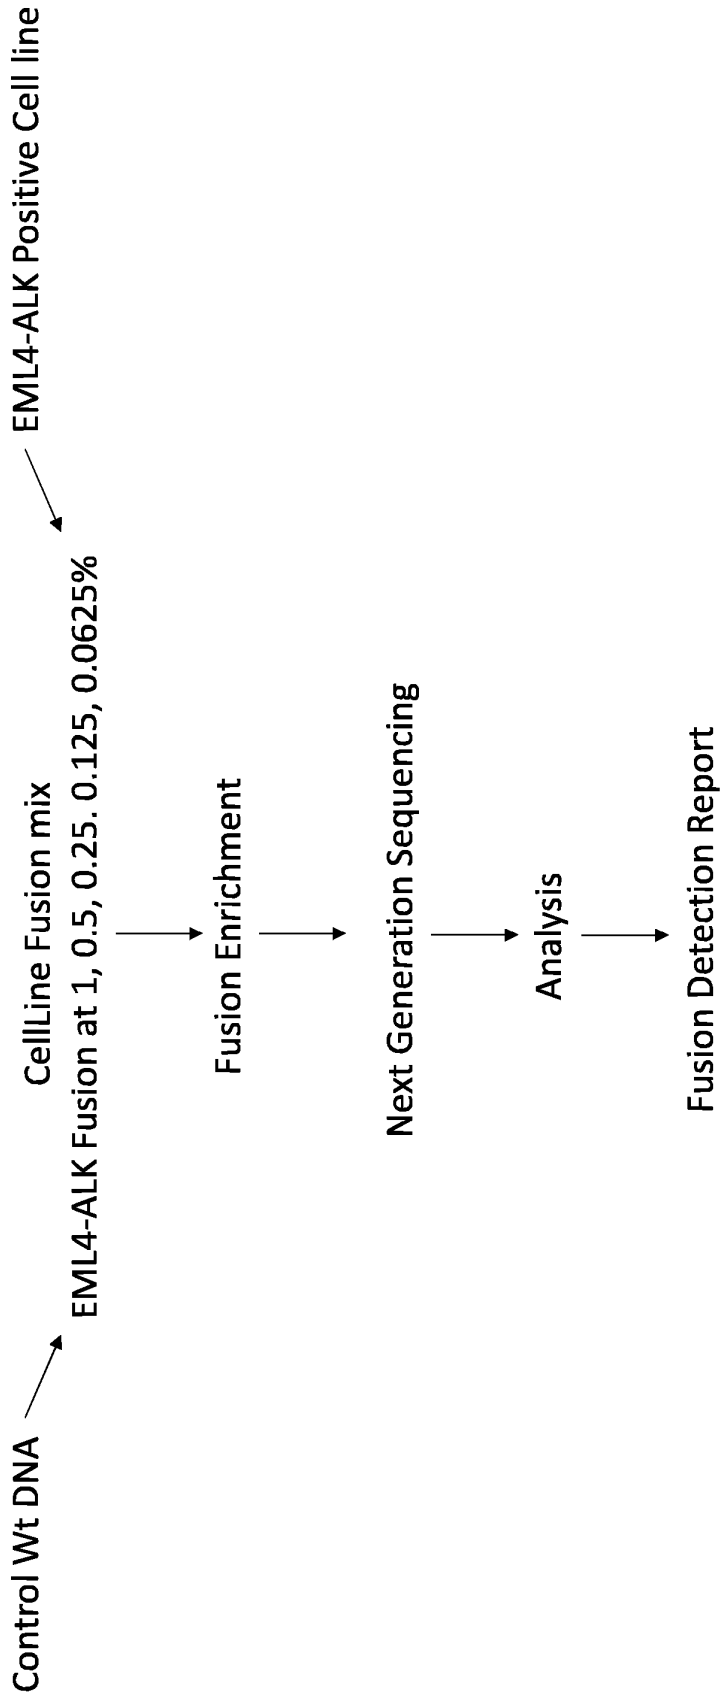 Control Wt DNA
EML4-ALK Positive Cell line
CellLine Fusion mix
EML4-ALK Fusion at 1, 0.5, 0.25. 0.125, 0.0625%
Fusion Enrichment
Next Generation Sequencing
Analysis
Fusion Detection Report